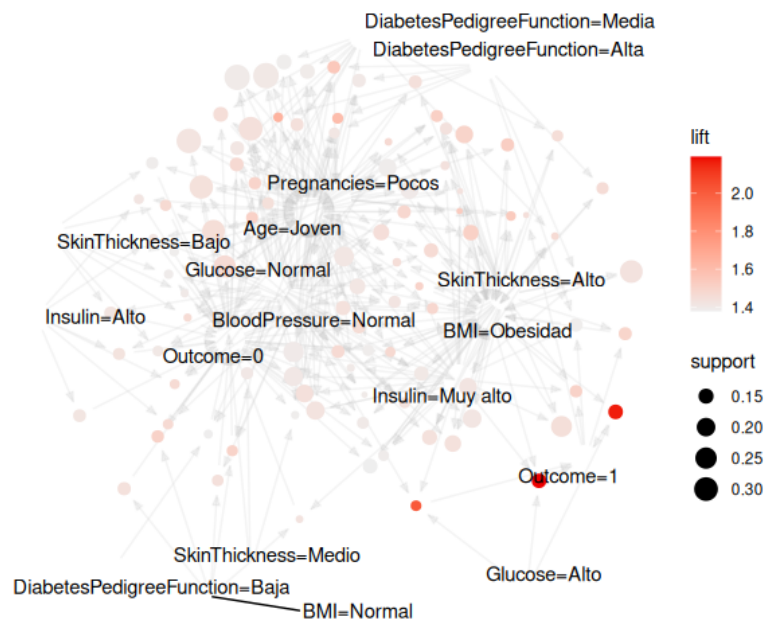 DiabetesPedigreeFunction=Media
DiabetesPedigreeFunction=Alta
lift
2.0
1.8
1.6
1.4
Pregnancies=Pocos
Age=Joven
SkinThickness=Bajo
Glucose=Normal
SkinThickness=Alto
Insulin=Alto
BloodPressure=Normal
BMI=Obesidad
Outcome=0
support
0.15
0.20
0.25
0.30
Insulin=Muy alto
Outcome=1
SkinThickness=Medio
Glucose=Alto
DiabetesPedigreeFunction=Baja
BMI=Normal